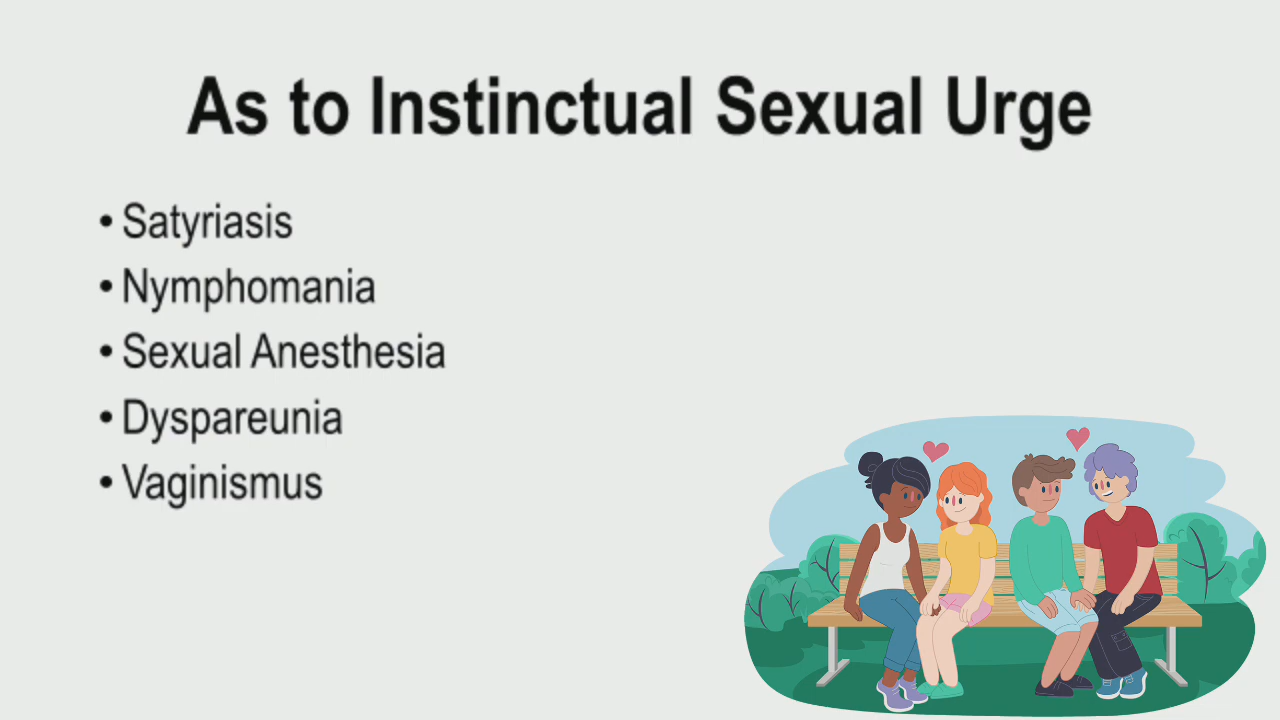 As to Instinctual Sexual Urge
• Satyriasis
• Nymphomania
• Sexual Anesthesia
• Dyspareunia
• Vaginismus